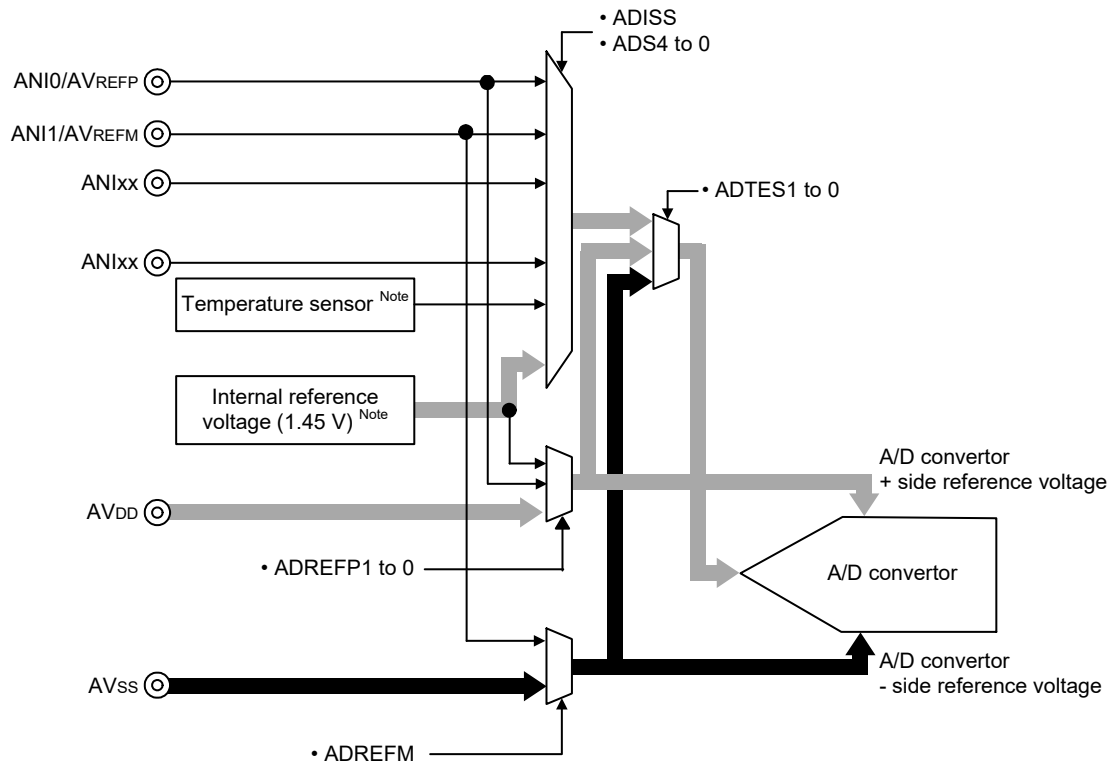 • ADISS
• ADS4 to 0
ANI0/AVREFP
ANI1/AVREFM
ANIxx
• ADTES1 to 0
ANIxx
Temperature sensor Note
Internal reference
voltage (1.45 V) Note
A/D convertor
+ side reference voltage
AVDD
• ADREFP1 to 0
A/D convertor
A/D convertor
- side reference voltage
AVSS
• ADREFM